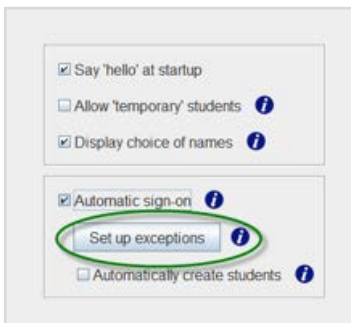 Say 'hello' at startup
Allow 'temporary' students i
Display choice of names i
Automatic sign-on i
Set up exceptions i
Automatically create students i